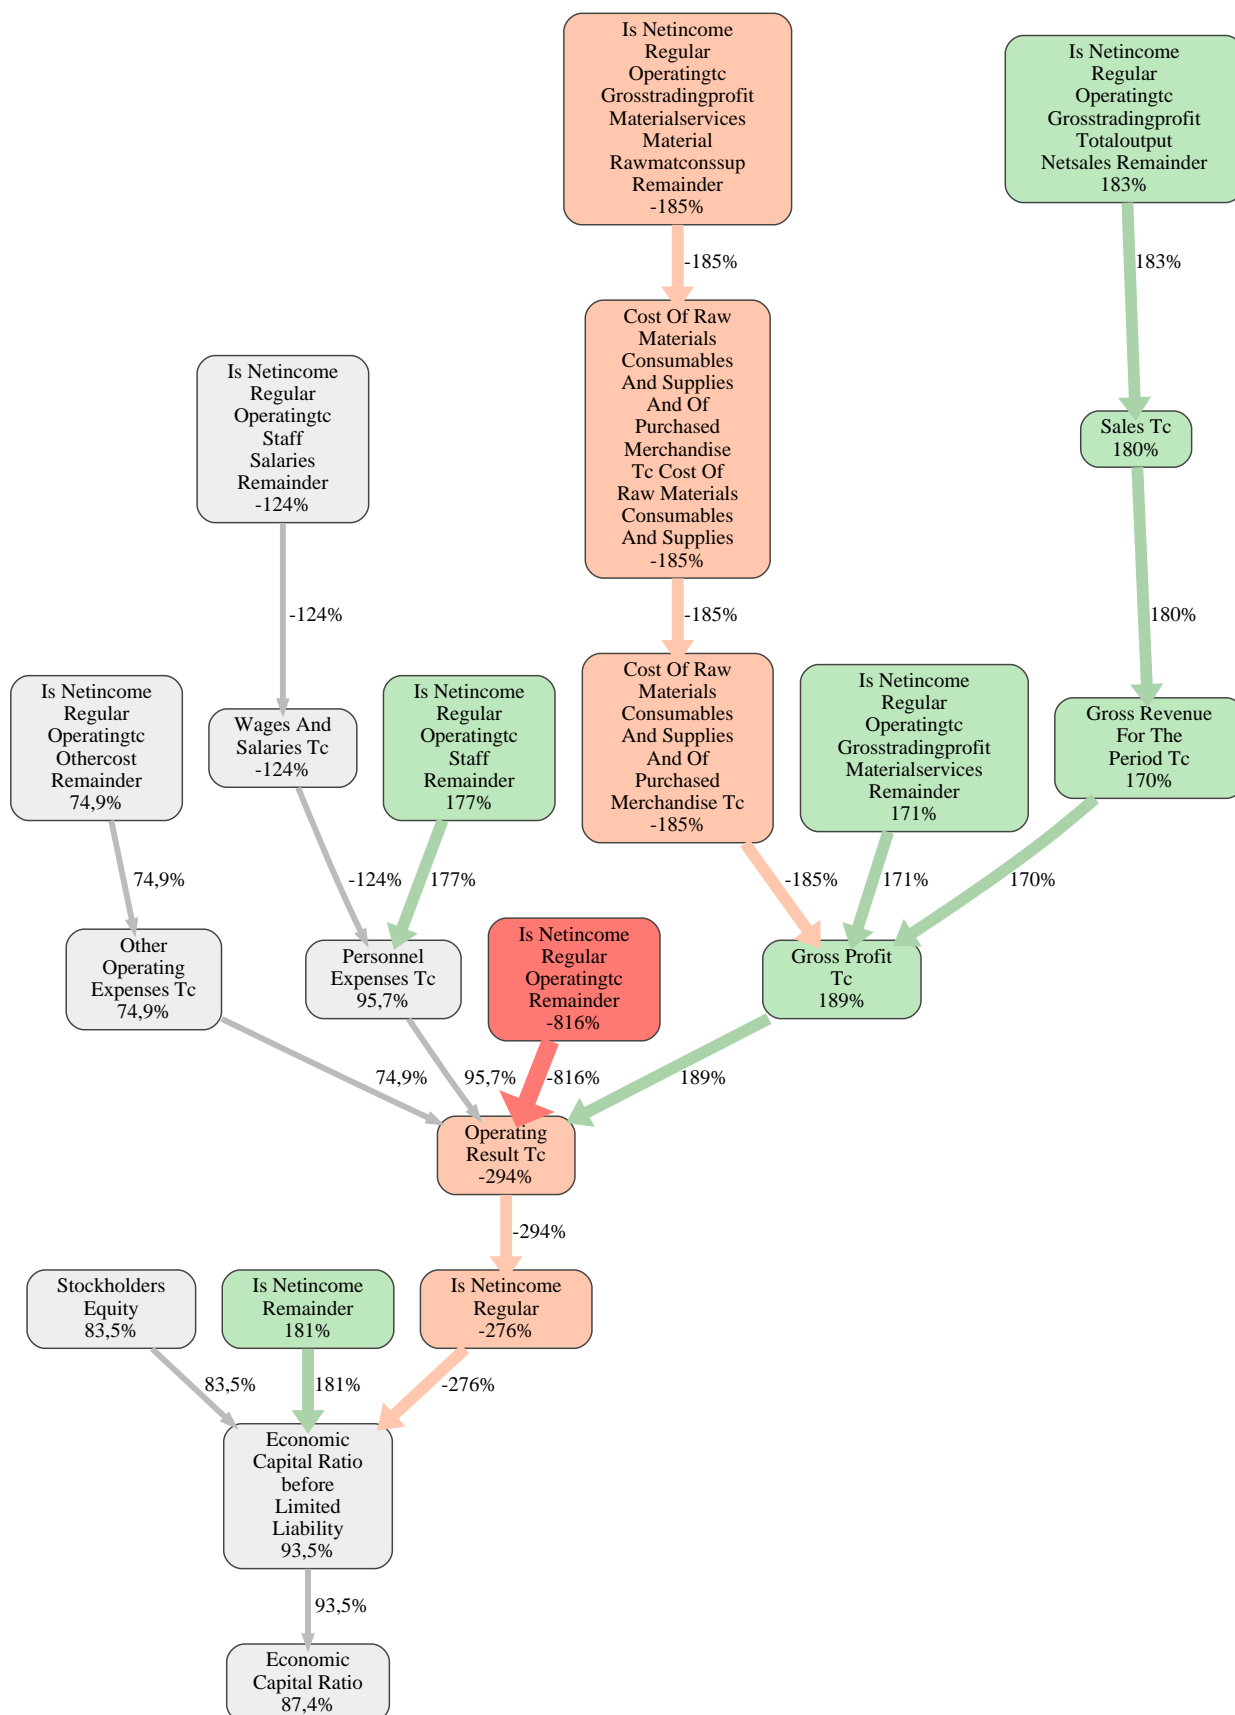 Is Netincome
Regular
Operatingtc
Grosstradingprofit
Materialservices
Material
Rawmatconssup
Remainder
-185%
Is Netincome
Regular
Operatingtc
Grosstradingprofit
Totaloutput
Netsales Remainder
183%
-185%
183%
Cost Of Raw
Materials
Consumables
And Supplies
And Of
Purchased
Merchandise
Tc Cost Of
Raw Materials
Consumables
And Supplies
-185%
Is Netincome
Regular
Operatingtc
Staff
Salaries
Remainder
-124%
Sales Tc
180%
-124%
-185%
180%
Is Netincome
Regular
Operatingtc
Othercost
Remainder
74,9%
Wages And
Salaries Tc
-124%
Is Netincome
Regular
Operatingtc
Staff
Remainder
177%
Cost Of Raw
Materials
Consumables
And Supplies
And Of
Purchased
Merchandise Tc
-185%
Is Netincome
Regular
Operatingtc
Grosstradingprofit
Materialservices
Remainder
171%
Gross Revenue
For The
Period Tc
170%
74,9%
-124%
177%
-185%
171%
170%
Other
Operating
Expenses Tc
74,9%
Personnel
Expenses Tc
95,7%
Is Netincome
Regular
Operatingtc
Remainder
-816%
Gross Profit
Tc
189%
74,9%
95,7%
-816%
189%
Operating
Result Tc
-294%
-294%
Stockholders
Equity
83,5%
Is Netincome
Remainder
181%
Is Netincome
Regular
-276%
83,5%
181%
-276%
Economic
Capital Ratio
before
Limited
Liability
93,5%
93,5%
Economic
Capital Ratio
87,4%